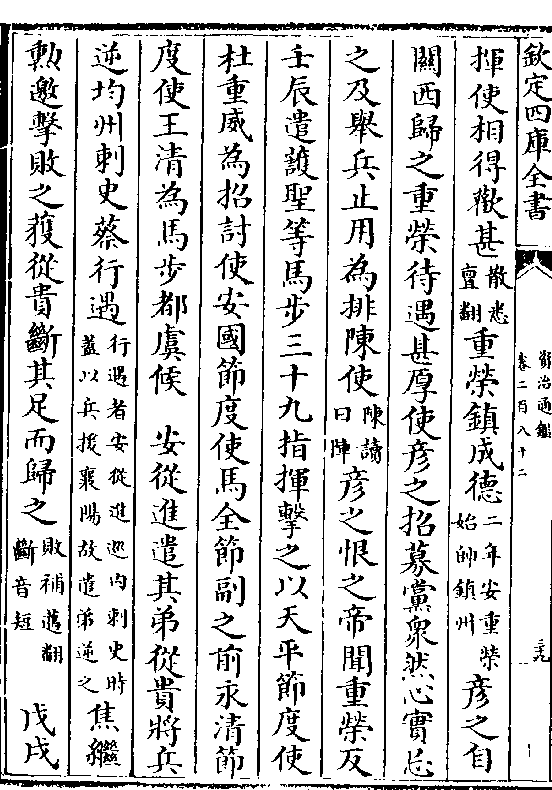 欽定四庫全書
資治通鑑
卷二百八十二
三九
揮使相得歡甚散悉亶翻重榮鎮成德二年安重榮始帥鎮州彥之自
關西歸之重榮待遇甚厚使彥之招募黨衆然心實忌
之及舉兵止用為排陳使陳讀曰陣彥之恨之帝聞重榮反
壬辰遣護聖等馬步三十九指揮擊之以天平節度使
杜重威為招討使安國節度使馬全節副之前永清節
度使王清為馬步都虞候 安從進遣其弟從貴將兵
逆均州刺史蔡行遇行遇者安從進巡内刺史時蓋以兵援襄陽故遣弟逆之焦繼
勲邀擊敗之獲從貴斷其足而歸之敗補邁翻斷音短 戊戌